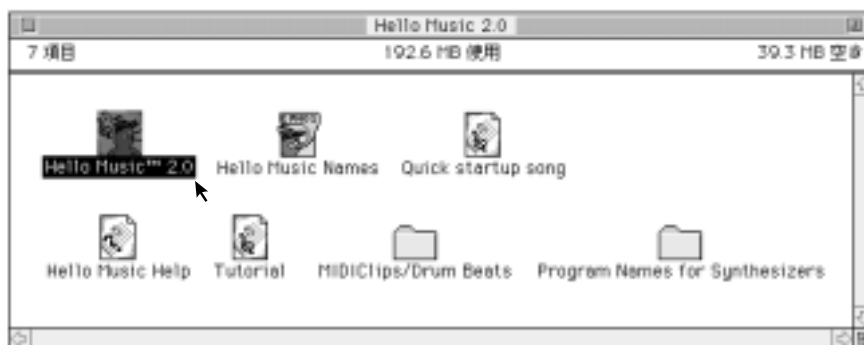 Hello Music 2.0
7 項目 192.6 MB 使用 39.3 MB 空き
Hello Music™ 2.0 Hello Music Names Quick startup song
Hello Music Help Tutorial MIDIClips/Drum Beats Program Names for Synthesizers